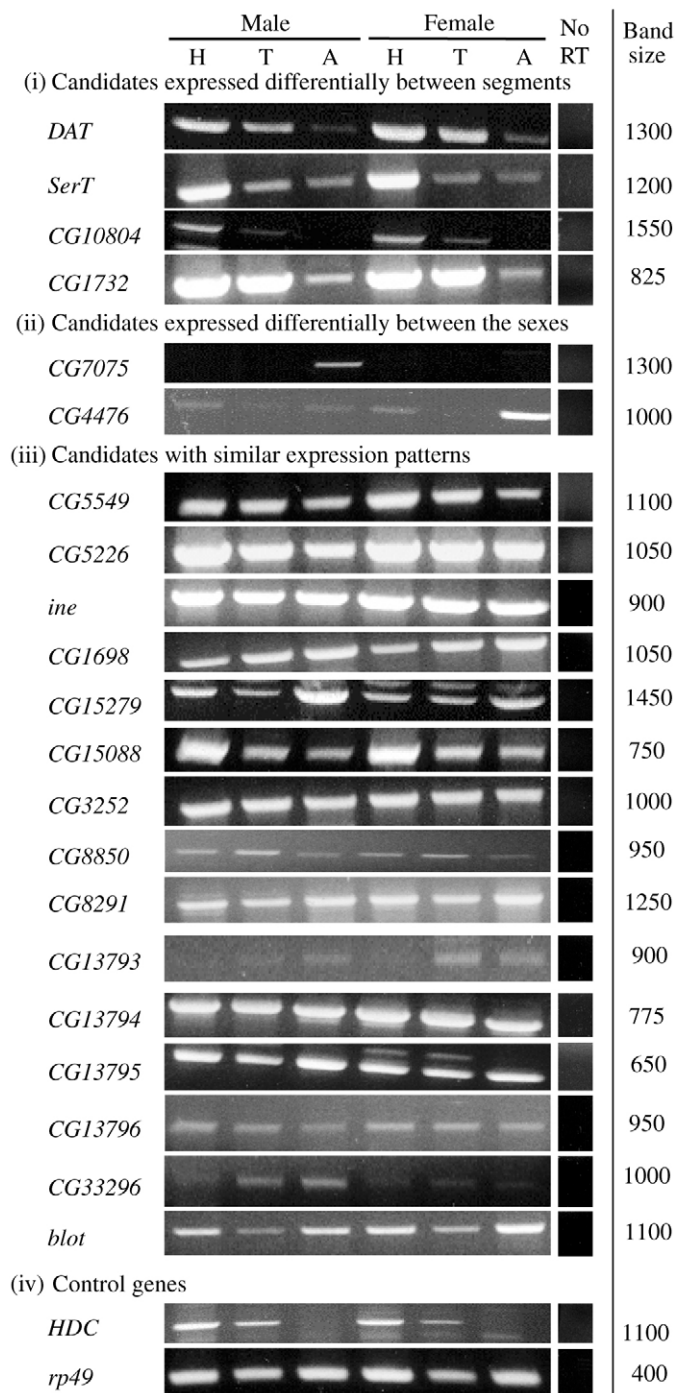 Male Female No Band
H T A H T A RT size
(i) Candidates expressed differentially between segments
DAT 1300
SerT 1200
CG10804 1550
CG1732 825
(ii) Candidates expressed differentially between the sexes
CG7075 1300
CG4476 1000
(iii) Candidates with similar expression patterns
CG5549 1100
CG5226 1050
ine 900
CG1698 1050
CG15279 1450
CG15088 750
CG3252 1000
CG8850 950
CG8291 1250
CG13793 900
CG13794 775
CG13795 650
CG13796 950
CG33296 1000
blot 1100
(iv) Control genes
HDC 1100
rp49 400